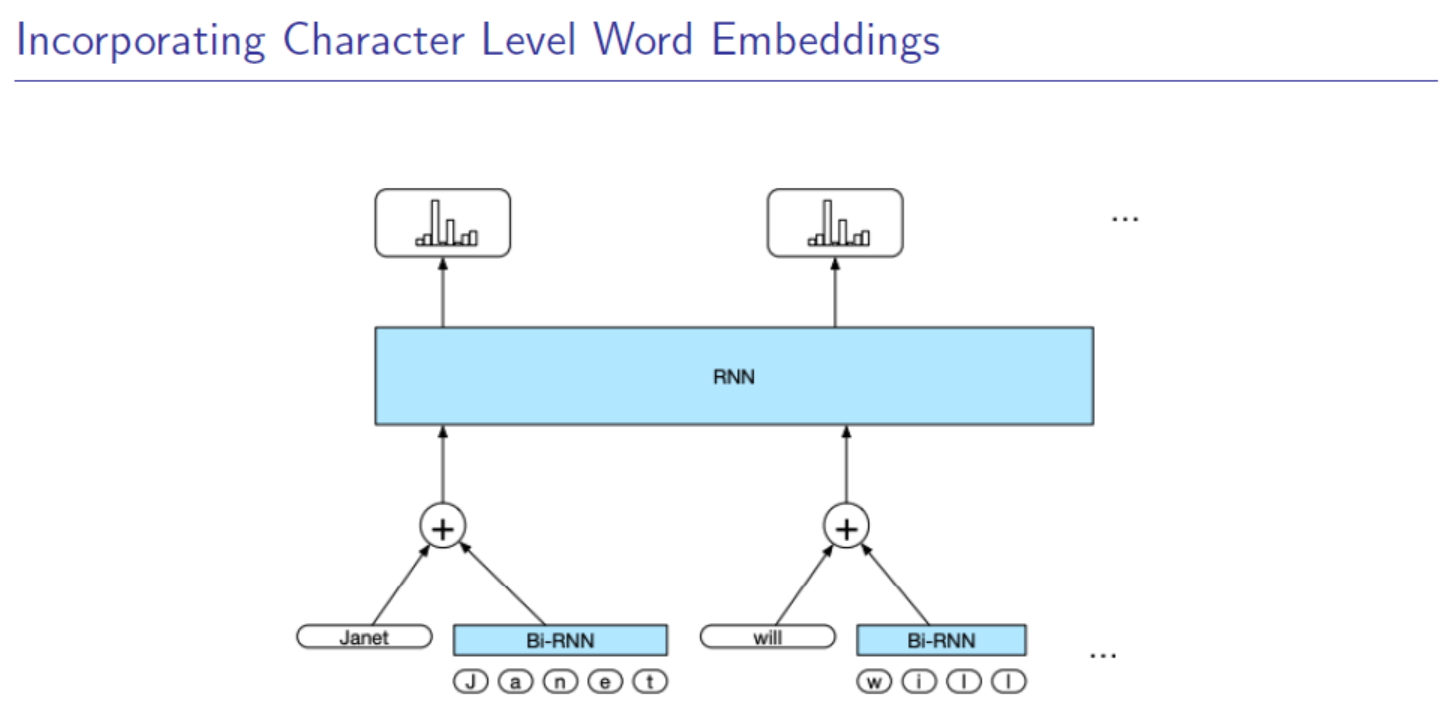 Incorporating Character Level Word Embeddings
...
RNN
+ +
Janet Bi-RNN will Bi-RNN ...
J a n e t w i l l